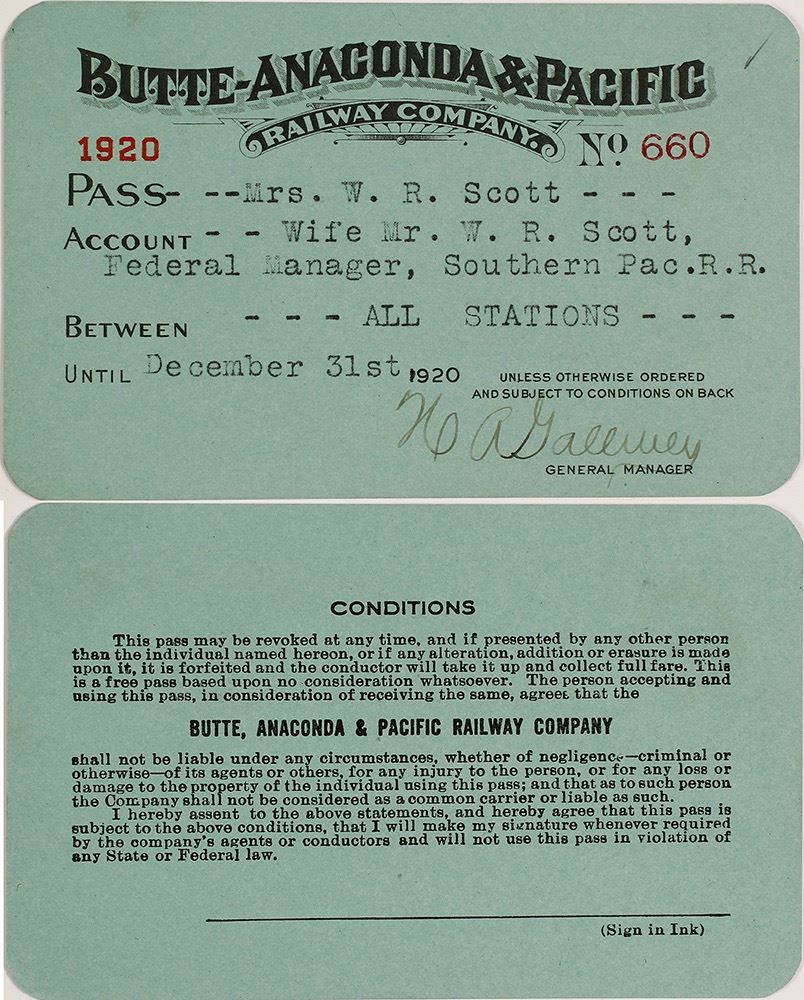 BUTTE-ANACONDA & PACIFIC
RAILWAY COMPANY.
1920 No 660
PASS- --Mrs. W. R. Scott - - -
ACCOUNT - - Wife Mr. W. R. Scott,
Federal Manager, Southern Pac.R.R.
BETWEEN - - - ALL STATIONS - - -
UNTIL December 31st, 1920 UNLESS OTHERWISE ORDERED
AND SUBJECT TO CONDITIONS ON BACK
H A Gallwey
GENERAL MANAGER
CONDITIONS
This pass may be revoked at any time, and if presented by any other person
than the individual named hereon, or if any alteration, addition or erasure is made
upon it, it is forfeited and the conductor will take it up and collect full fare. This
is a free pass based upon no consideration whatsoever. The person accepting and
using this pass, in consideration of receiving the same, agrees that the
BUTTE, ANACONDA & PACIFIC RAILWAY COMPANY
shall not be liable under any circumstances, whether of negligence—criminal or
otherwise—of its agents or others, for any injury to the person, or for any loss or
damage to the property of the individual using this pass; and that as to such person
the Company shall not be considered as a common carrier or liable as such.
I hereby assent to the above statements, and hereby agree that this pass is
subject to the above conditions, that I will make my signature whenever required
by the company's agents or conductors and will not use this pass in violation of
any State or Federal law.
(Sign in Ink)